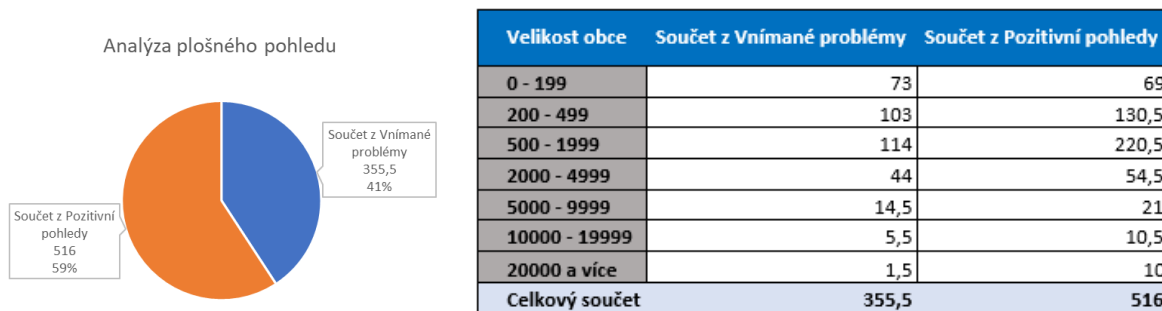 Analýza plošného pohledu
Součet z Vnímané
problémy
355,5
41%
Součet z Pozitivní
pohledy
516
59%
Velikost obce Součet z Vnímané problémy Součet z Pozitivní pohledy
0 - 199 73 69
200 - 499 103 130,5
500 - 1999 114 220,5
2000 - 4999 44 54,5
5000 - 9999 14,5 21
10000 - 19999 5,5 10,5
20000 a více 1,5 10
Celkový součet 355,5 516